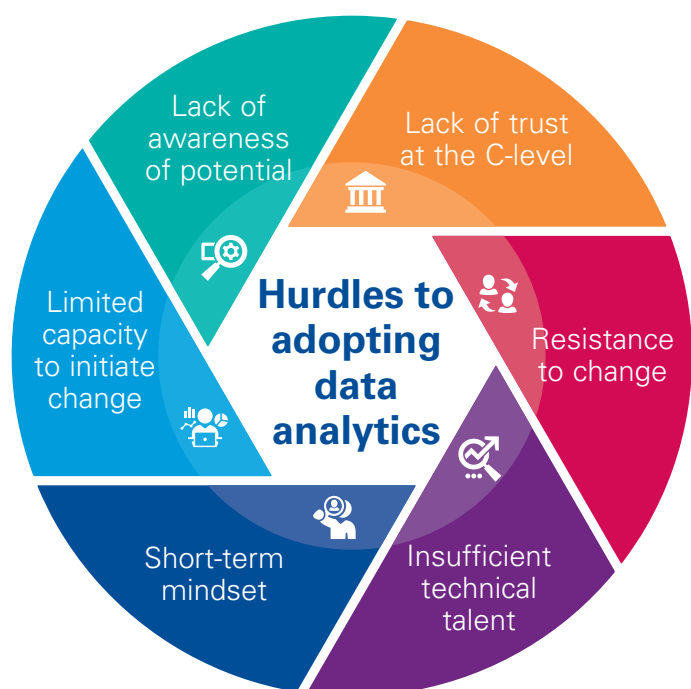 Hurdles to
adopting
data
analytics
Lack of
awareness
of potential
Lack of trust
at the C-level
Resistance
to change
Insufficient
technical
talent
Short-term
mindset
Limited
capacity
to initiate
change